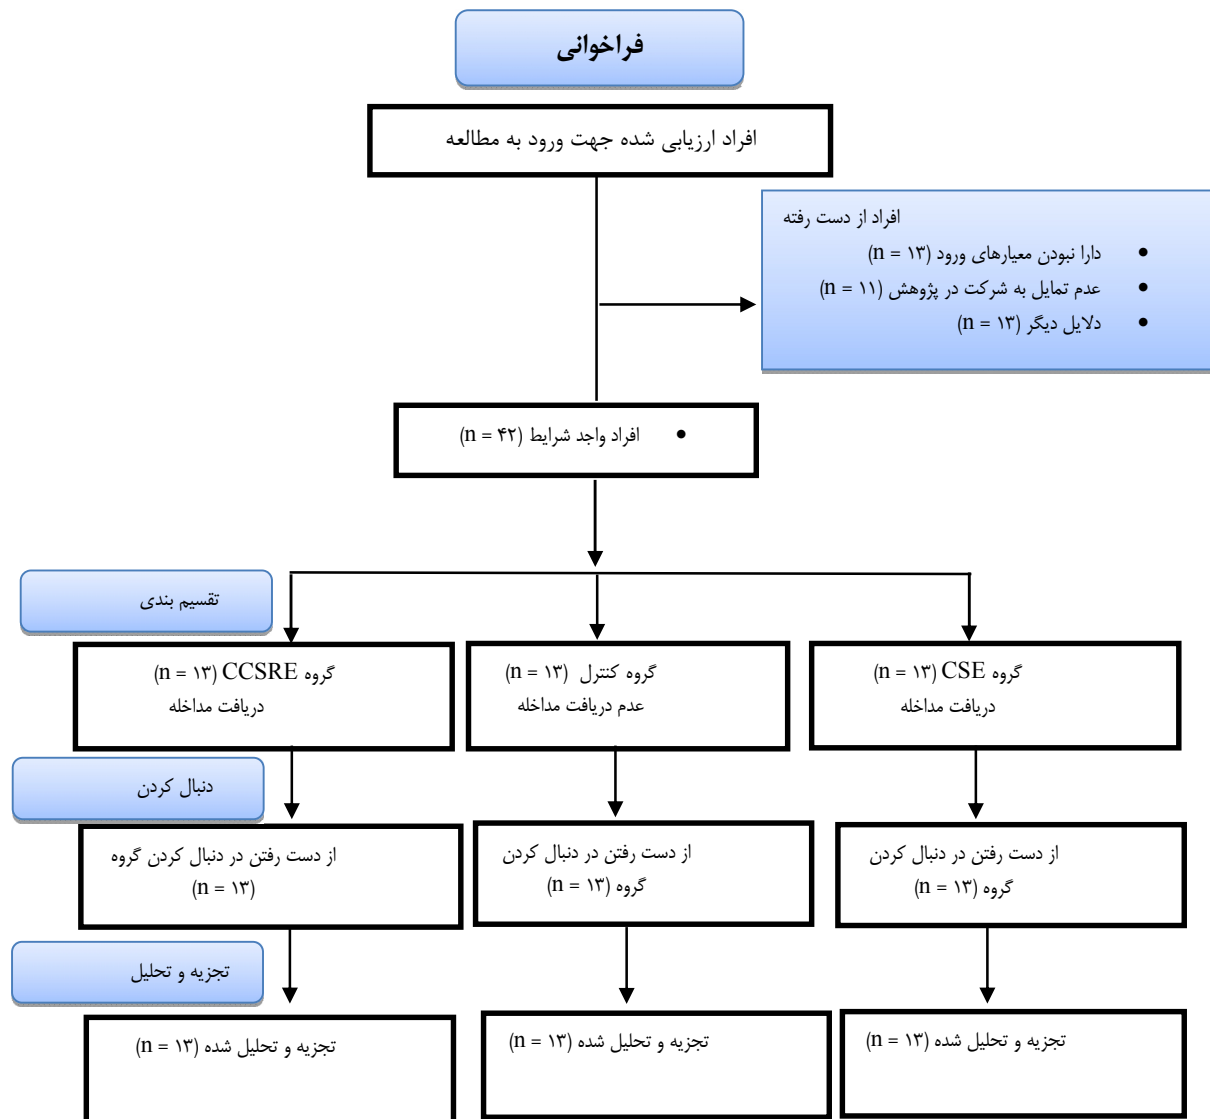 فراخوانی
افراد ارزیابی شده جهت ورود به مطالعه
افراد از دست رفته
• دارا نبودن معیارهای ورود (n = ۱۳)
• عدم تمایل به شرکت در پژوهش (n = ۱۱)
• دلایل دیگر (n = ۱۳)
• افراد واجد شرایط (n = ۴۲)
تقسیم بندی
گروه CSE (n = ۱۳)
دریافت مداخله
گروه کنترل (n = ۱۳)
عدم دریافت مداخله
گروه CCSRE (n = ۱۳)
دریافت مداخله
دنبال کردن
از دست رفتن در دنبال کردن
گروه (n = ۱۳)
از دست رفتن در دنبال کردن
گروه (n = ۱۳)
از دست رفتن در دنبال کردن گروه
(n = ۱۳)
تجزیه و تحلیل
تجزیه و تحلیل شده (n = ۱۳)
تجزیه و تحلیل شده (n = ۱۳)
تجزیه و تحلیل شده (n = ۱۳)